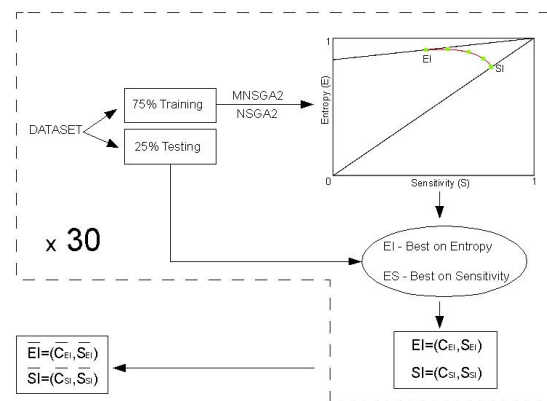 DATASET
75% Training
25% Testing
MNSGA2
NSGA2
1
Entropy (E)
EI
SI
0
Sensitivity (S)
1
x 30
EI - Best on Entropy
ES - Best on Sensitivity
EI=(CEI,SEI)
SI=(CSI,SSI)
EI=(CEI,SEI)
SI=(CSI,SSI)